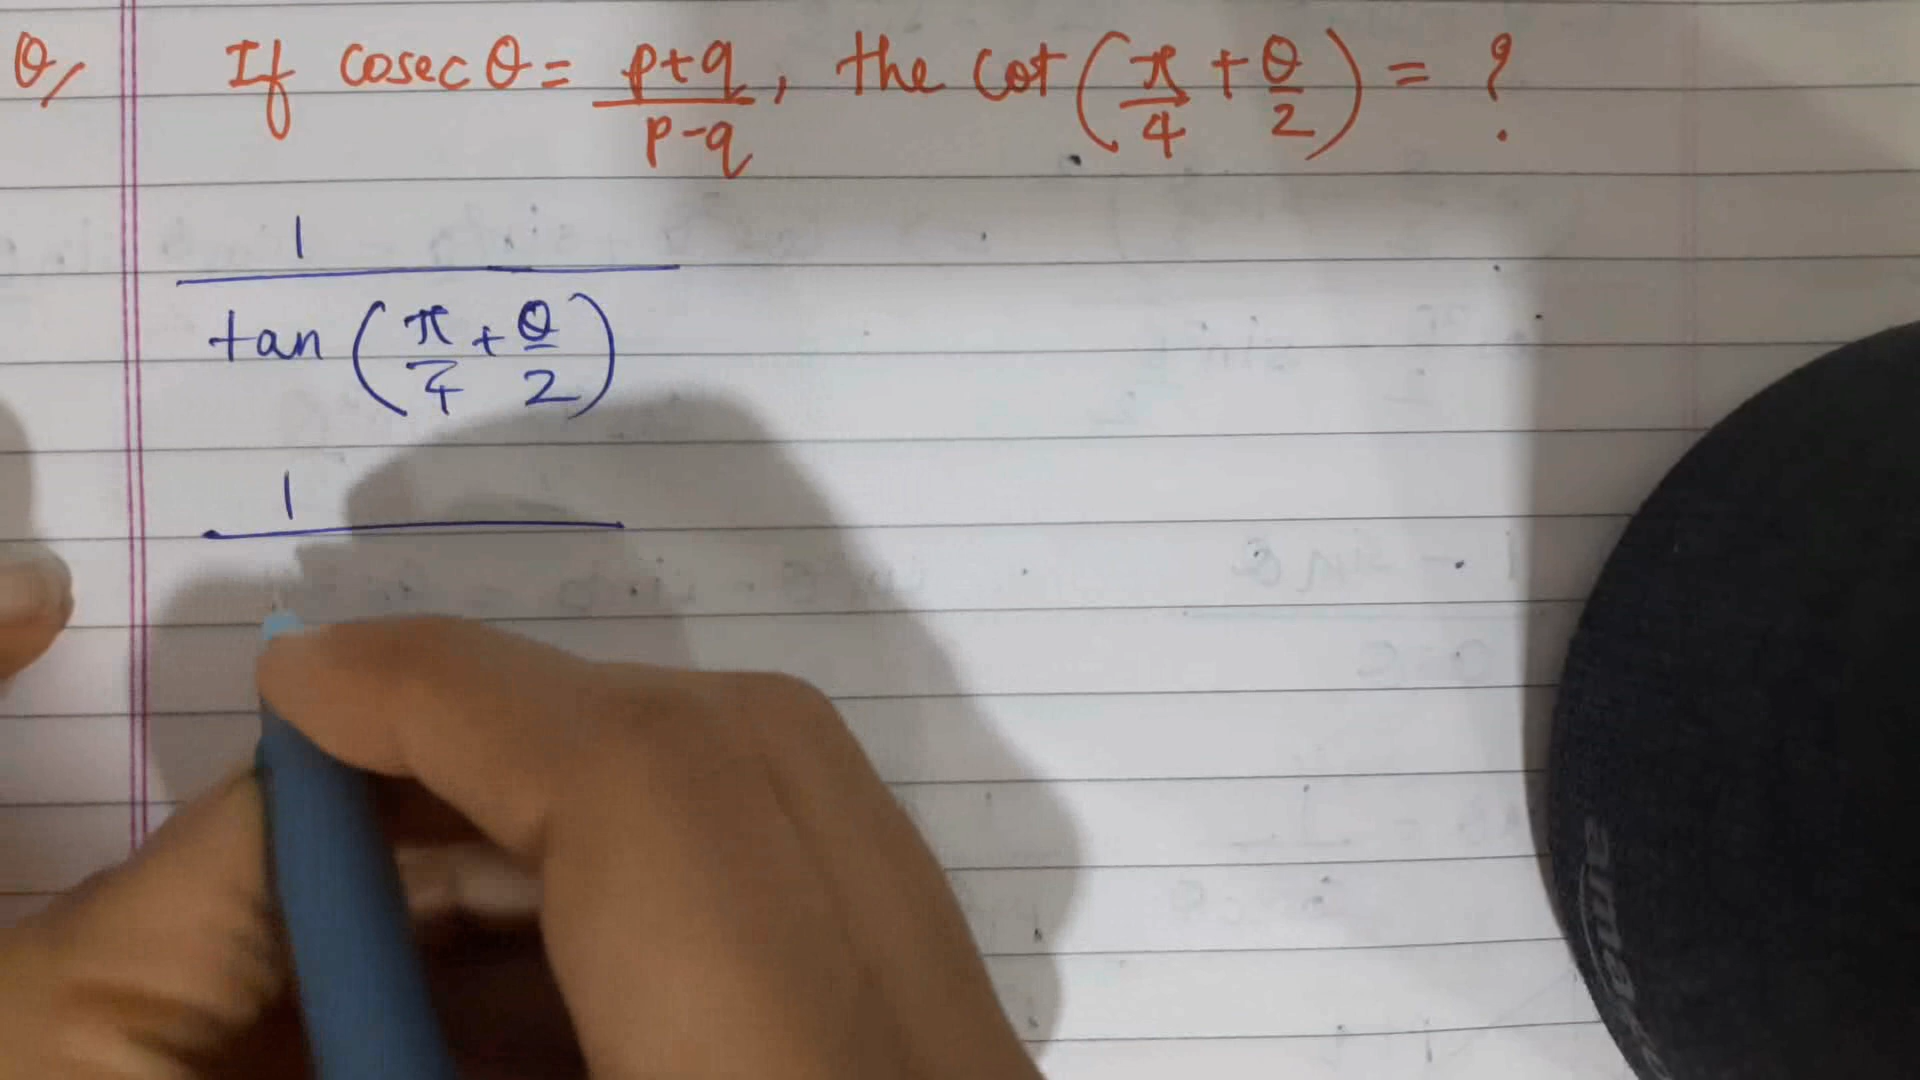 Q, If cosec θ = p+q / p-q, the cot (π/4 + θ/2) = ?
1
tan (π/4 + θ/2)
1